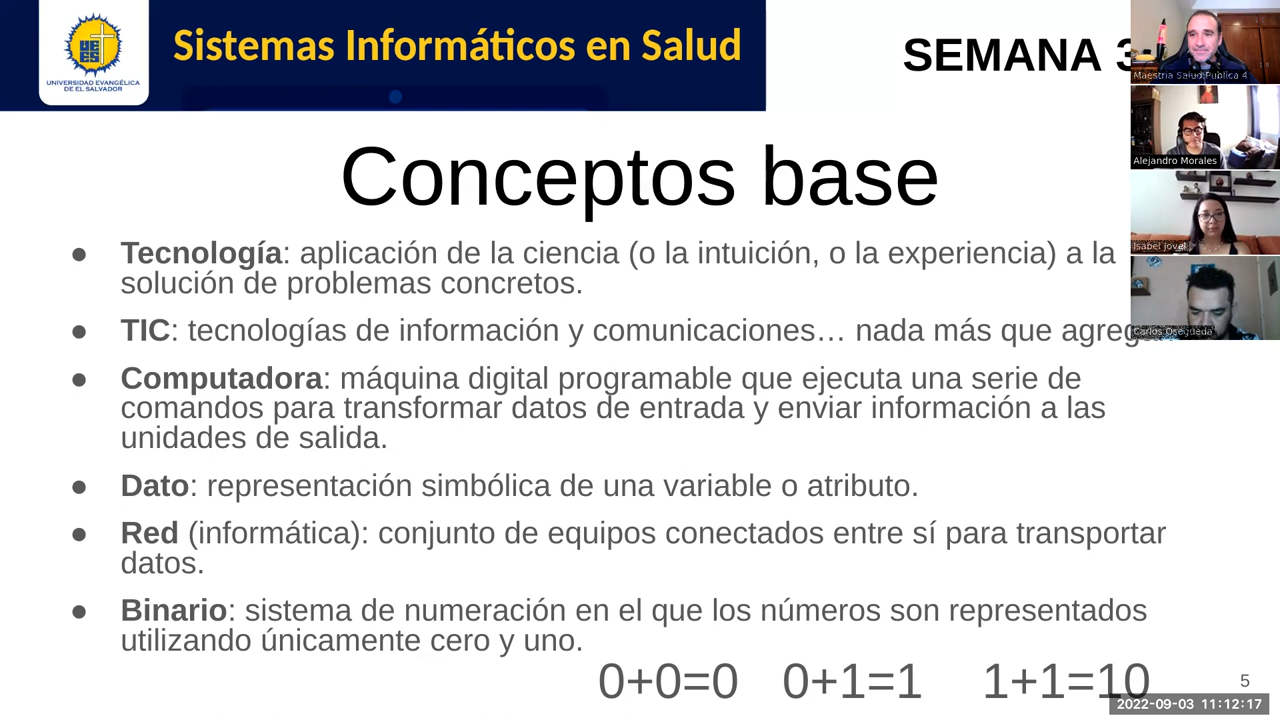 Sistemas Informáticos en Salud
UNIVERSIDAD EVANGÉLICA
DE EL SALVADOR
SEMANA 3
Maestria Salud Publica 4
Alejandro Morales
Isabel jovel
Carlos Osegueda
Conceptos base
● Tecnología: aplicación de la ciencia (o la intuición, o la experiencia) a la
solución de problemas concretos.
● TIC: tecnologías de información y comunicaciones… nada más que
● Computadora: máquina digital programable que ejecuta una serie de
comandos para transformar datos de entrada y enviar información a las
unidades de salida.
● Dato: representación simbólica de una variable o atributo.
● Red (informática): conjunto de equipos conectados entre sí para transportar
datos.
● Binario: sistema de numeración en el que los números son representados
utilizando únicamente cero y uno.
0+0=0 0+1=1 1+1=10
5
2022-09-03 11:12:17